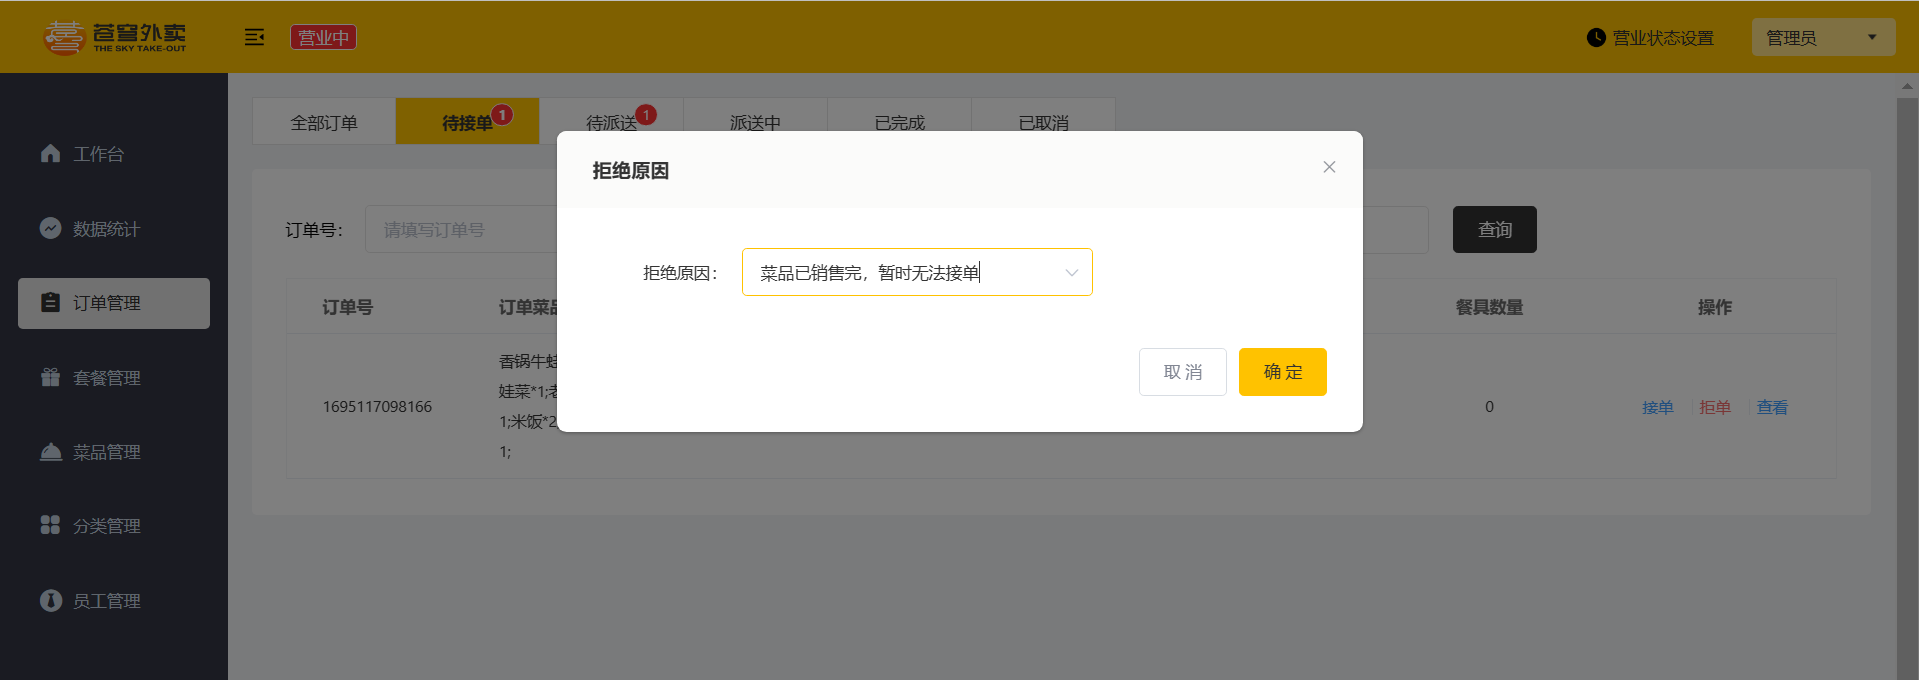 苍穹外卖
THE SKY TAKE-OUT
营业中
营业状态设置
管理员
工作台
数据统计
订单管理
套餐管理
菜品管理
分类管理
员工管理
全部订单
待接单 1
待派送 1
派送中
已完成
已取消
订单号：
请填写订单号
查询
订单号
订单菜品
餐具数量
操作
1695117098166
香锅牛蛙
娃菜*1;老
1;米饭*2
1;
0
接单
拒单
查看
拒绝原因
拒绝原因：
菜品已销售完，暂时无法接单
取 消
确 定